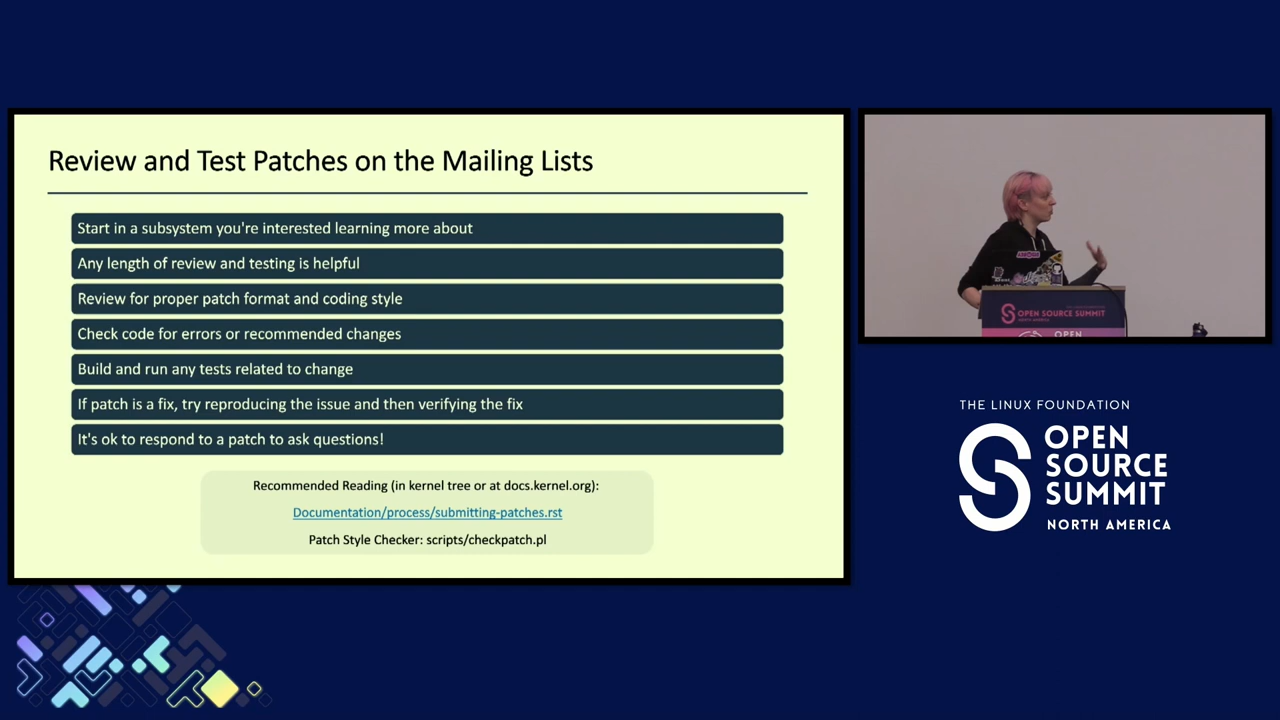 Review and Test Patches on the Mailing Lists
Start in a subsystem you're interested learning more about
Any length of review and testing is helpful
Review for proper patch format and coding style
Check code for errors or recommended changes
Build and run any tests related to change
If patch is a fix, try reproducing the issue and then verifying the fix
It's ok to respond to a patch to ask questions!
Recommended Reading (in kernel tree or at docs.kernel.org):
Documentation/process/submitting-patches.rst
Patch Style Checker: scripts/checkpatch.pl
OPEN SOURCE SUMMIT
NORTH AMERICA
OPEN
THE LINUX FOUNDATION
OPEN
SOURCE
SUMMIT
NORTH AMERICA